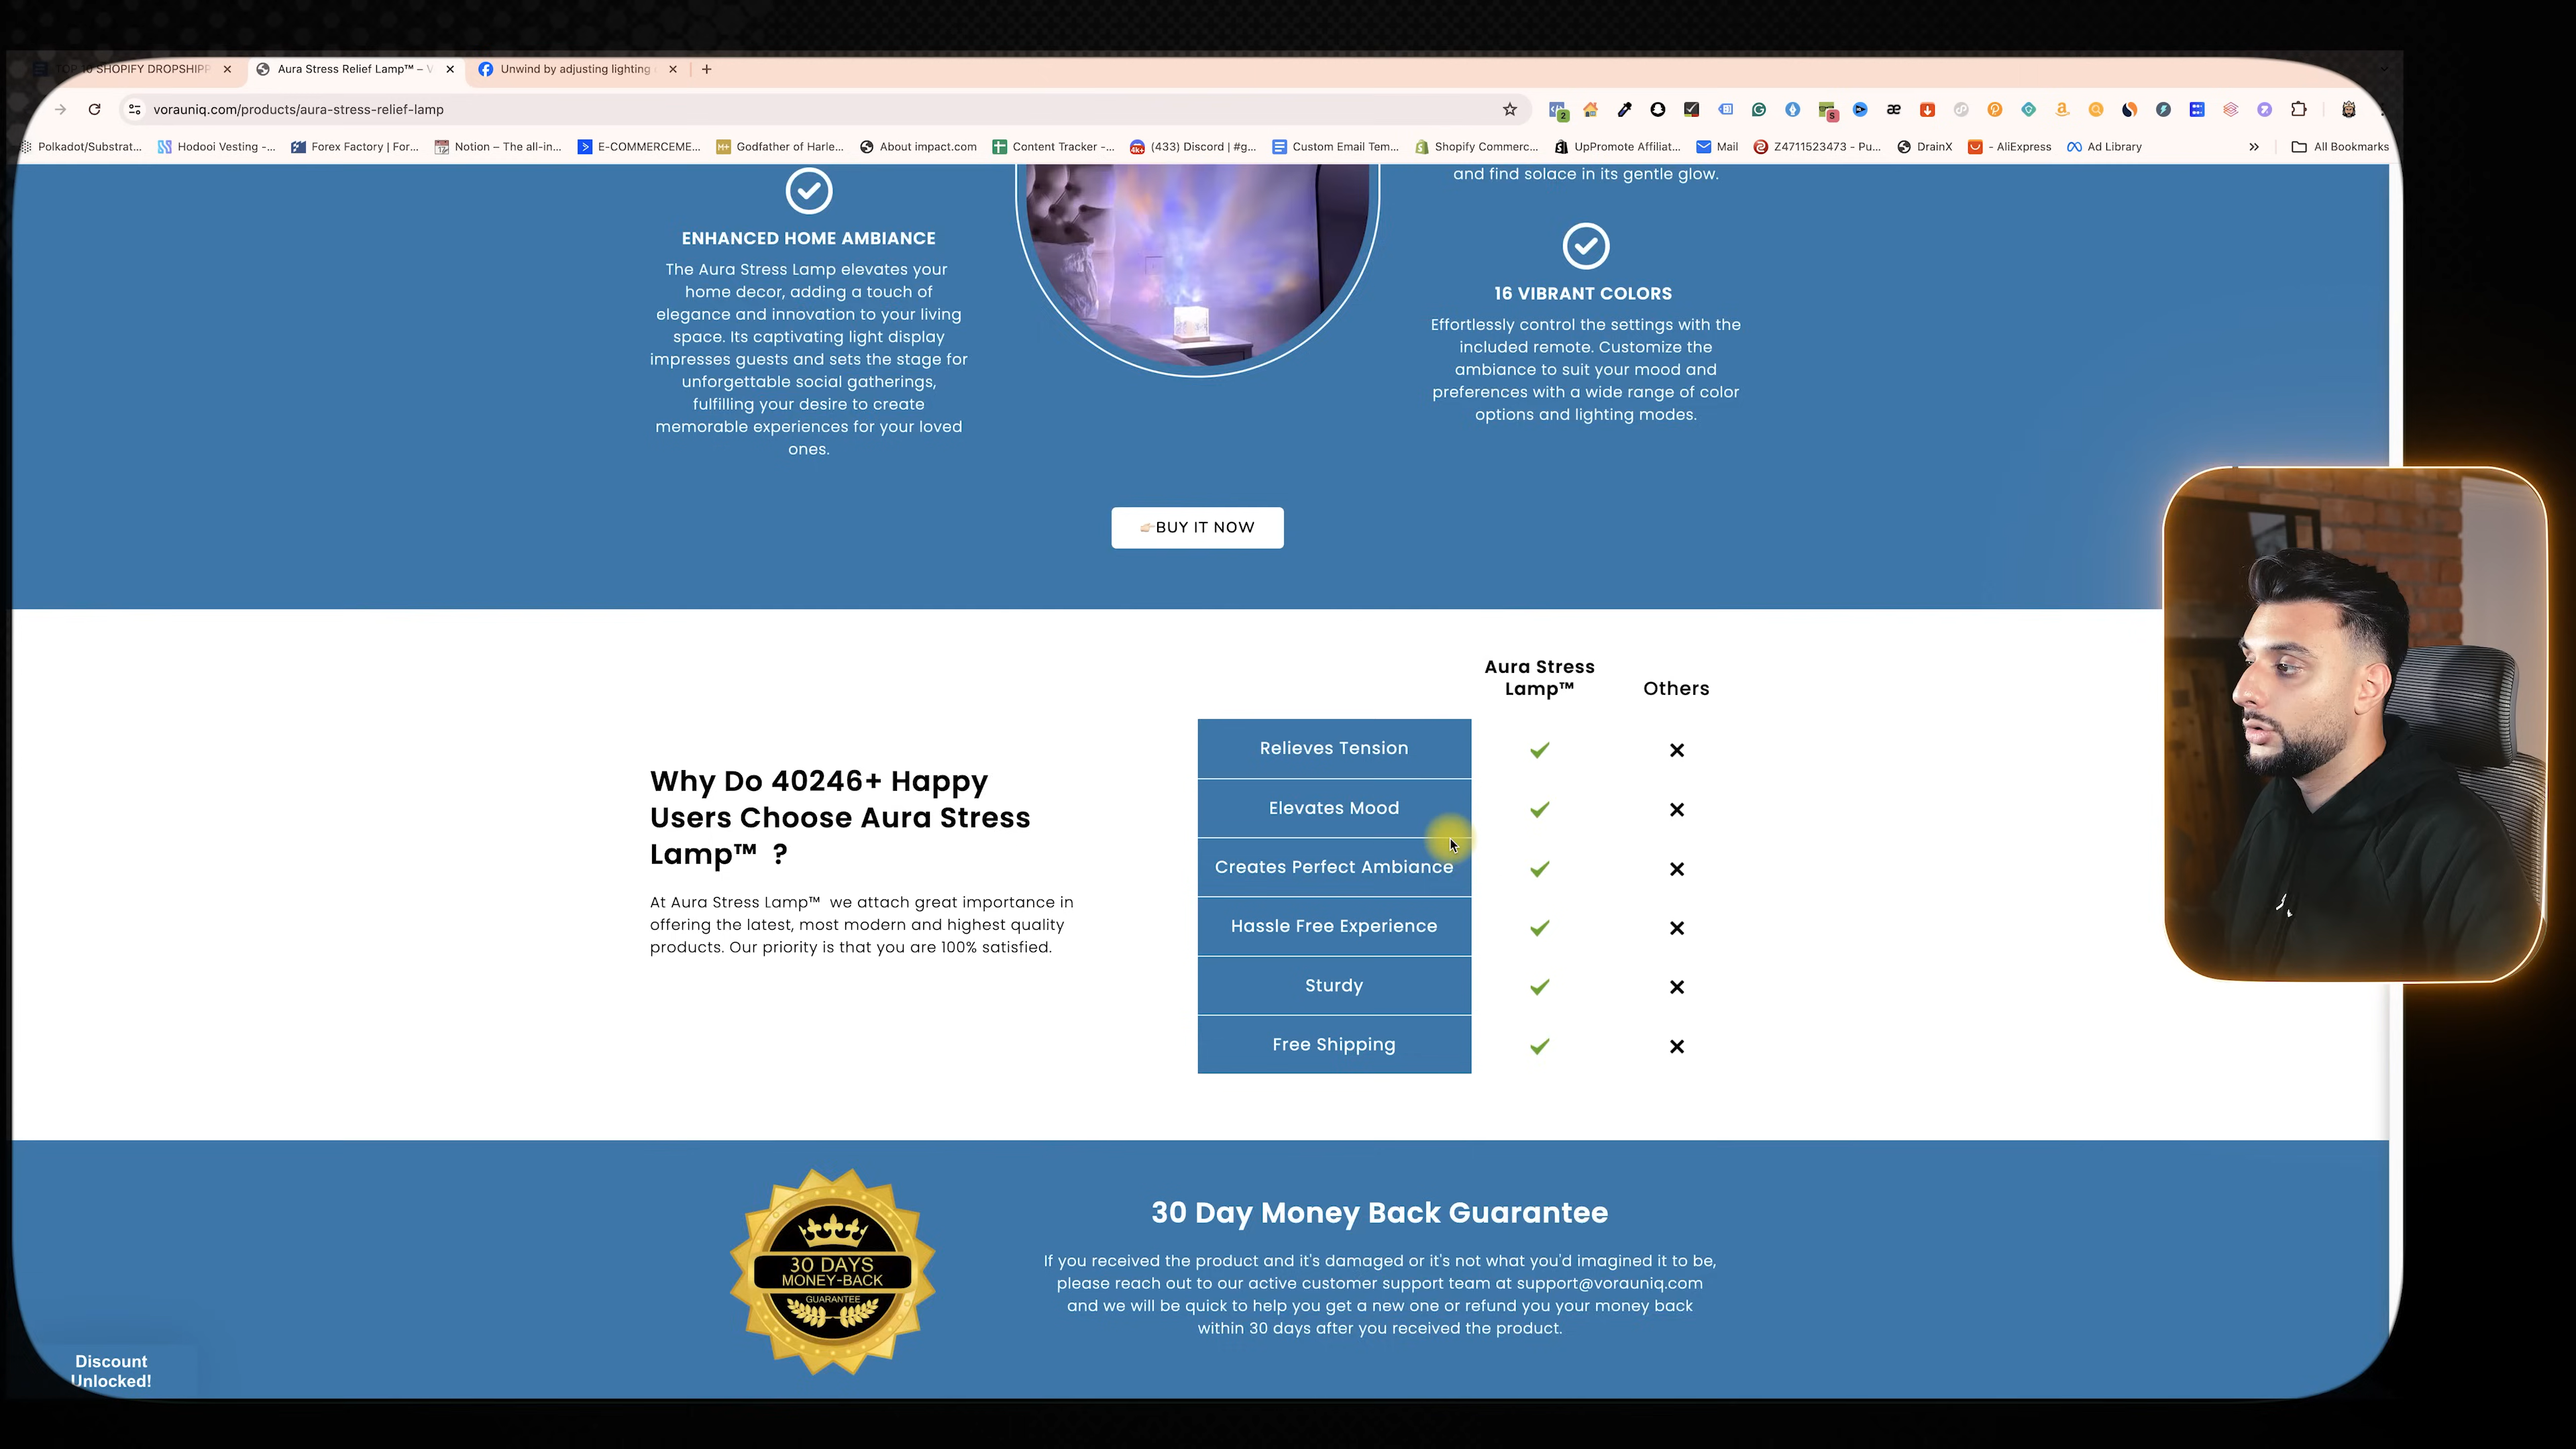 TOP 10 SHOPIFY DROPSHIPP
Aura Stress Relief Lamp™ – V
Unwind by adjusting lighting
vorauniq.com/products/aura-stress-relief-lamp
Polkadot/Substrat...
Hodooi Vesting -...
Forex Factory | For...
Notion – The all-in...
E-COMMERCEME...
Godfather of Harle...
About impact.com
Content Tracker -...
(433) Discord | #g...
Custom Email Tem...
Shopify Commerc...
UpPromote Affiliat...
Mail
Z4711523473 - Pu...
DrainX
- AliExpress
Ad Library
All Bookmarks
and find solace in its gentle glow.
ENHANCED HOME AMBIANCE
The Aura Stress Lamp elevates your
home decor, adding a touch of
elegance and innovation to your living
space. Its captivating light display
impresses guests and sets the stage for
unforgettable social gatherings,
fulfilling your desire to create
memorable experiences for your loved
ones.
16 VIBRANT COLORS
Effortlessly control the settings with the
included remote. Customize the
ambiance to suit your mood and
preferences with a wide range of color
options and lighting modes.
👉🏻BUY IT NOW
Why Do 40246+ Happy
Users Choose Aura Stress
Lamp™ ?
At Aura Stress Lamp™ we attach great importance in
offering the latest, most modern and highest quality
products. Our priority is that you are 100% satisfied.
Aura Stress
Lamp™
Others
Relieves Tension
Elevates Mood
Creates Perfect Ambiance
Hassle Free Experience
Sturdy
Free Shipping
30 DAYS
MONEY-BACK
GUARANTEE
30 Day Money Back Guarantee
If you received the product and it's damaged or it's not what you'd imagined it to be,
please reach out to our active customer support team at support@vorauniq.com
and we will be quick to help you get a new one or refund you your money back
within 30 days after you received the product.
Discount
Unlocked!